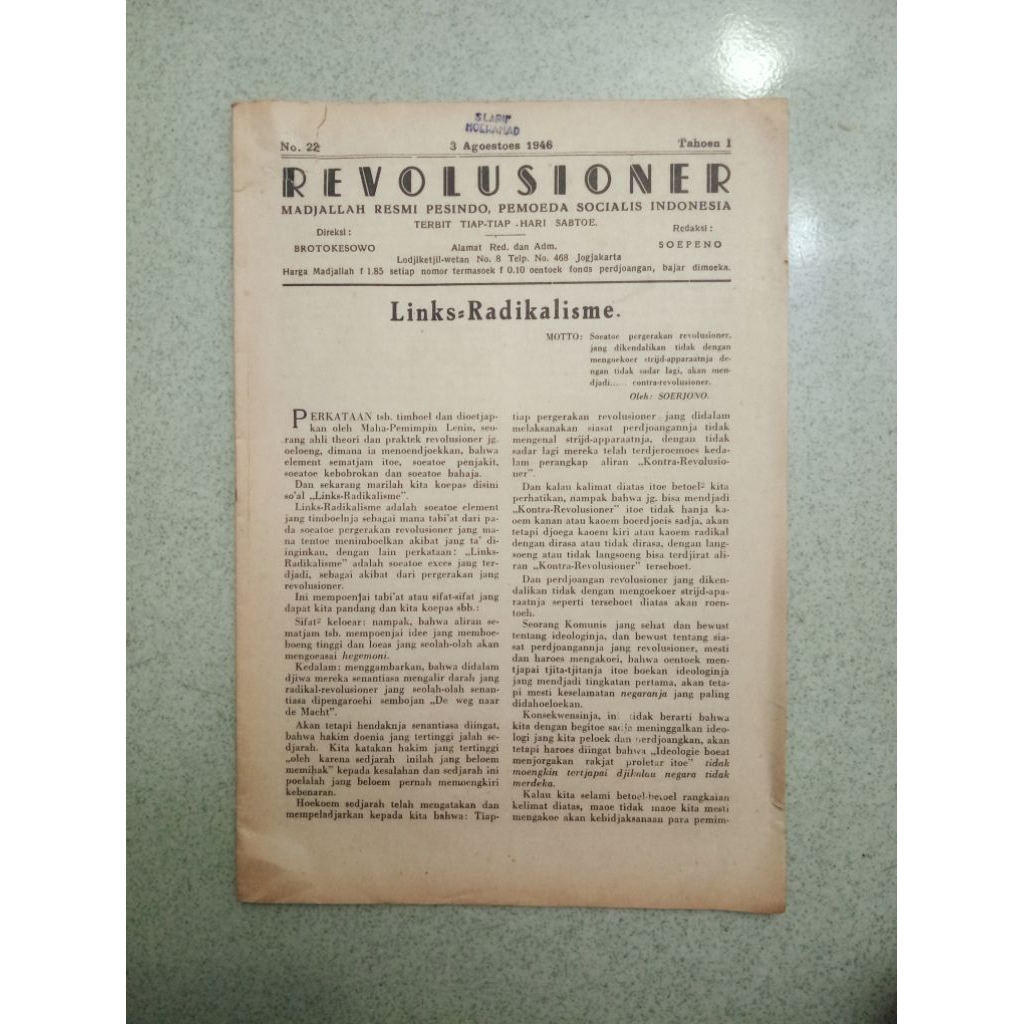 SLARIF
MOEHAMAD
No. 22 3 Agoestoes 1946 Tahoen I
REVOLUSIONER
MADJALLAH RESMI PESINDO, PEMOEDA SOCIALIS INDONESIA
TERBIT TIAP-TIAP HARI SABTOE.
Direksi :
BROTOKESOWO
Alamat Red. dan Adm.
Lodjiketjil-wetan No. 8 Telp. No. 468 Jogjakarta
Redaksi :
SOEPENO
Harga Madjallah f 1.85 setiap nomor termasoek f 0.10 oentoek fonds perdjoangan, bajar dimoeka.
Links-Radikalisme.
MOTTO: Soeatoe pergerakan revolusioner,
jang dikendalikan tidak dengan
mengoekoer strijd-apparaatnja de-
ngan tidak sadar lagi, akan men-
djadi..... contra-revolusioner.
Oleh: SOERJONO.
PERKATAAN tsb. timboel dan dioetjap-
kan oleh Maha-Pemimpin Lenin, seo-
rang ahli theori dan praktek revolusioner jg.
oeloeng, dimana ia menoendjoekkan, bahwa
element sematjam itoe, soeatoe penjakit,
soeatoe kebobrokan dan soeatoe bahaja.
Dan sekarang marilah kita koepas disini
so'al „Links-Radikalisme".
Links-Radikalisme adalah soeatoe element
jang timboelnja sebagai mana tabi'at dari pa-
da soeatoe pergerakan revolusioner jang ma-
na tentoe menimboelkan akibat jang ta' di-
inginkan, dengan lain perkataan: „Links-
Radikalisme" adalah soeatoe exces jang ter-
djadi, sebagai akibat dari pergerakan jang
revolusioner.
Ini mempoenjai tabi'at atau sifat-sifat jang
dapat kita pandang dan kita koepas sbb.:
Sifat² keloear: nampak, bahwa aliran se-
matjam tsb. mempoenjai idee jang memboe-
boeng tinggi dan loeas jang seolah-olah akan
mengoeasai hegemoni.
Kedalam: menggambarkan, bahwa didalam
djiwa mereka senantiasa mengalir darah jang
radikal-revolusioner jang seolah-olah senan-
tiasa dipengaroehi sembojan „De weg naar
de Macht".
Akan tetapi hendaknja senantiasa diingat,
bahwa hakim doenia jang tertinggi jalah se-
djarah. Kita katakan hakim jang tertinggi
„oleh karena sedjarah inilah jang beloem
memihak" kepada kesalahan dan sedjarah ini
poelalah jang beloem pernah memoengkiri
kebenaran.
Hoekoem sedjarah telah mengatakan dan
mempeladjarkan kepada kita bahwa: Tiap-
tiap pergerakan revolusioner jang didalam
melaksanakan siasat perdjoangannja tidak
mengenal strijd-apparaatnja, dengan tidak
sadar lagi mereka telah terdjeroemoes keda-
lam perangkap aliran „Kontra-Revolusio-
ner".
Dan kalau kalimat diatas itoe betoel² kita
perhatikan, nampak bahwa jg. bisa mendjadi
„Kontra-Revolusioner" itoe tidak hanja ka-
oem kanan atau kaoem boerdjoeis sadja, akan
tetapi djoega kaoem kiri atau kaoem radikal
dengan dirasa atau tidak dirasa, dengan lang-
soeng atau tidak langsoeng bisa terdjirat ali-
ran „Kontra-Revolusioner" terseboet.
Dan perdjoangan revolusioner jang diken-
dalikan tidak dengan mengoekoer strijd-apa-
raatnja seperti terseboet diatas akan roen-
toeh.
Seorang Komunis jang sehat dan bewust
tentang ideologinja, dan bewust tentang sia-
sat perdjoangannja jang revolusioner, mesti
dan haroes mengakoei, bahwa oentoek men-
tjapai tjita-tjitanja itoe boekan ideologinja
jang mendjadi tingkatan pertama, akan teta-
pi mesti keselamatan negaranja jang paling
didahoeloekan.
Konsekwensinja, ini tidak berarti bahwa
kita dengan begitoe sadja meninggalkan ideo-
logi jang kita peloek dan perdjoangkan, akan
tetapi haroes diingat bahwa „Ideologie boeat
menjorgakan rakjat proletar itoe" tidak
moengkin tertjapai djikalau negara tidak
merdeka.
Kalau kita selami betoel-betoel rangkaian
kelimat diatas, maoe tidak maoe kita mesti
mengakoe akan kebidjaksanaan para pemim-